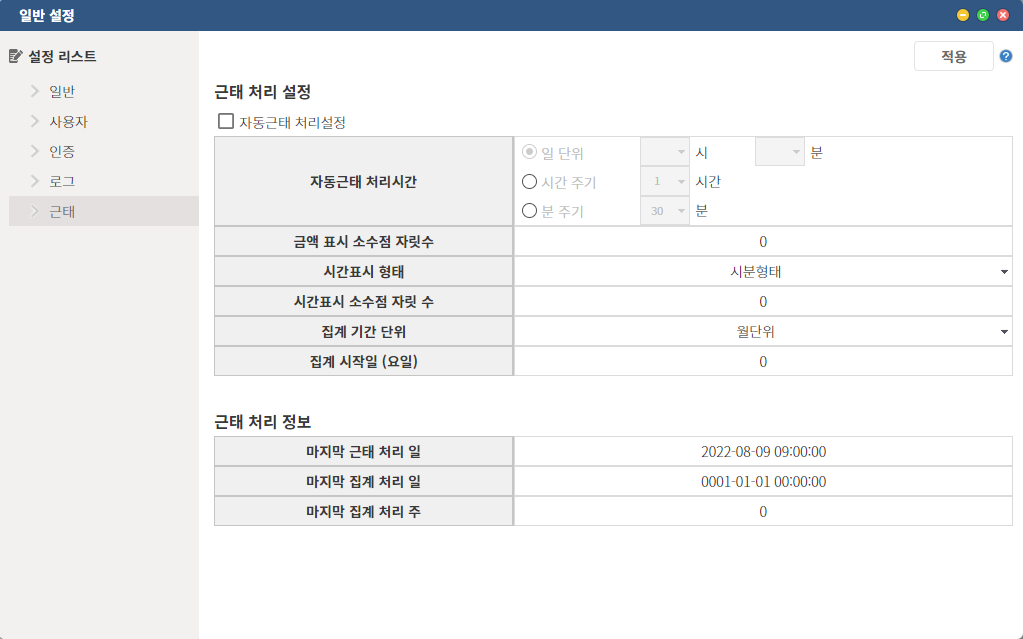 일반 설정
설정 리스트
일반
사용자
인증
로그
근태
적용
근태 처리 설정
자동근태 처리설정
자동근태 처리시간
일 단위 시 분
시간 주기 1 시간
분 주기 30 분
금액 표시 소수점 자릿수 0
시간표시 형태 시분형태
시간표시 소수점 자릿 수 0
집계 기간 단위 월단위
집계 시작일 (요일) 0
근태 처리 정보
마지막 근태 처리 일 2022-08-09 09:00:00
마지막 집계 처리 일 0001-01-01 00:00:00
마지막 집계 처리 주 0